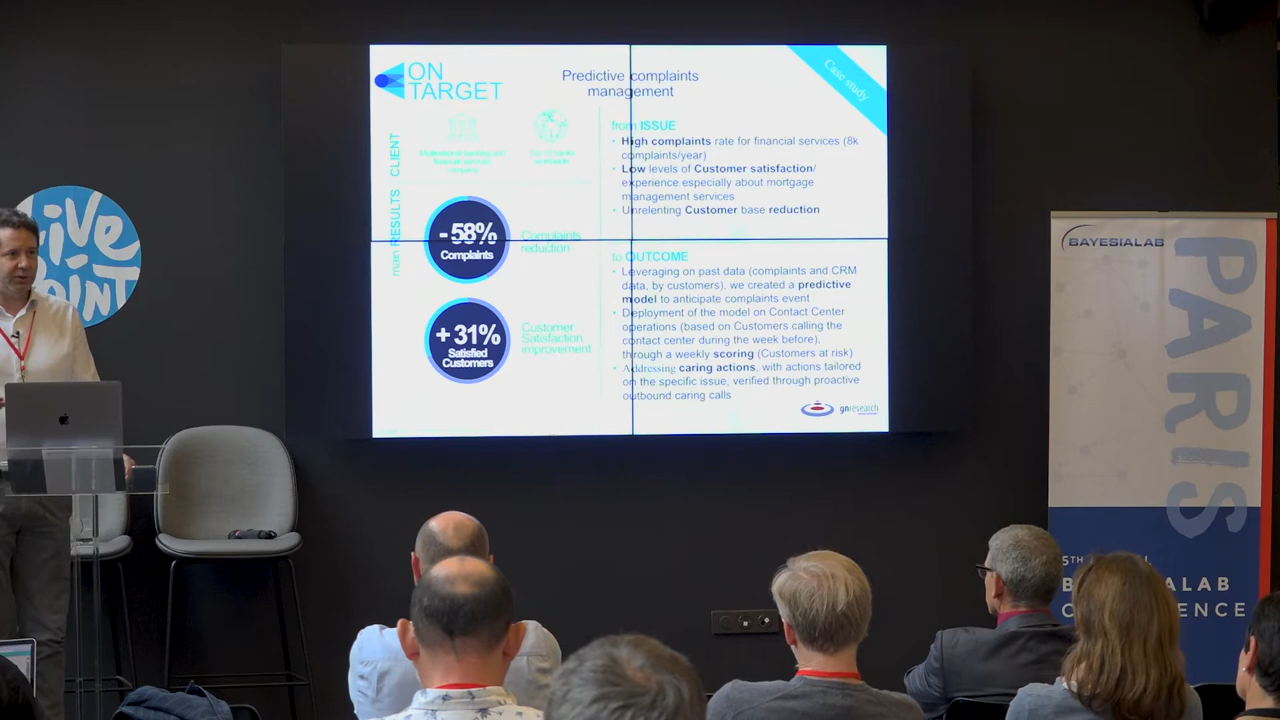 ON
TARGET
Predictive complaints
management
Case study
CLIENT
main RESULTS
- 58%
Complaints
Complaints
reduction
+ 31%
Satisfied
Customers
Customer
Satisfaction
improvement
from ISSUE
• High complaints rate for financial services (8k
complaints/year)
• Low levels of Customer satisfaction/
experience especially about mortgage
management services
• Unrelenting Customer base reduction
to OUTCOME
• Leveraging on past data (complaints and CRM
data, by customers), we created a predictive
model to anticipate complaints event
• Deployment of the model on Contact Center
operations (based on Customers calling the
contact center during the week before),
through a weekly scoring (Customers at risk)
• Addressing caring actions, with actions tailored
on the specific issue, verified through proactive
outbound caring calls
gnresearch
BAYESIALAB
PARIS
5TH